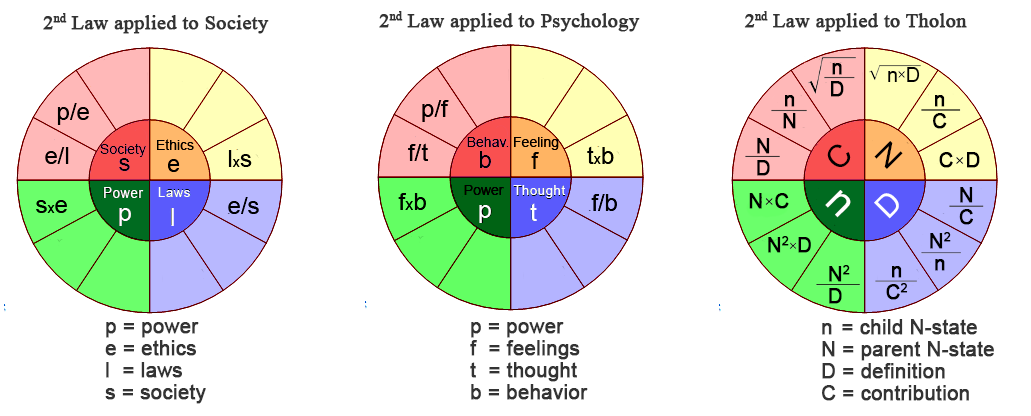 2nd Law applied to Society
p/e
e/l
lxs
sxe
e/s
Society
s
Ethics
e
Power
p
Laws
l
p = power
e = ethics
l = laws
s = society
2nd Law applied to Psychology
p/f
f/t
txb
fxb
f/b
Behav.
b
Feeling
f
Power
p
Thought
t
p = power
f = feelings
t = thought
b = behavior
2nd Law applied to Tholon
√n/D
√n×D
n/N
n/C
N/D
C×D
N×C
N/C
N²×D
N²/n
N²/D
n/C²
C
N
n
D
n = child N-state
N = parent N-state
D = definition
C = contribution